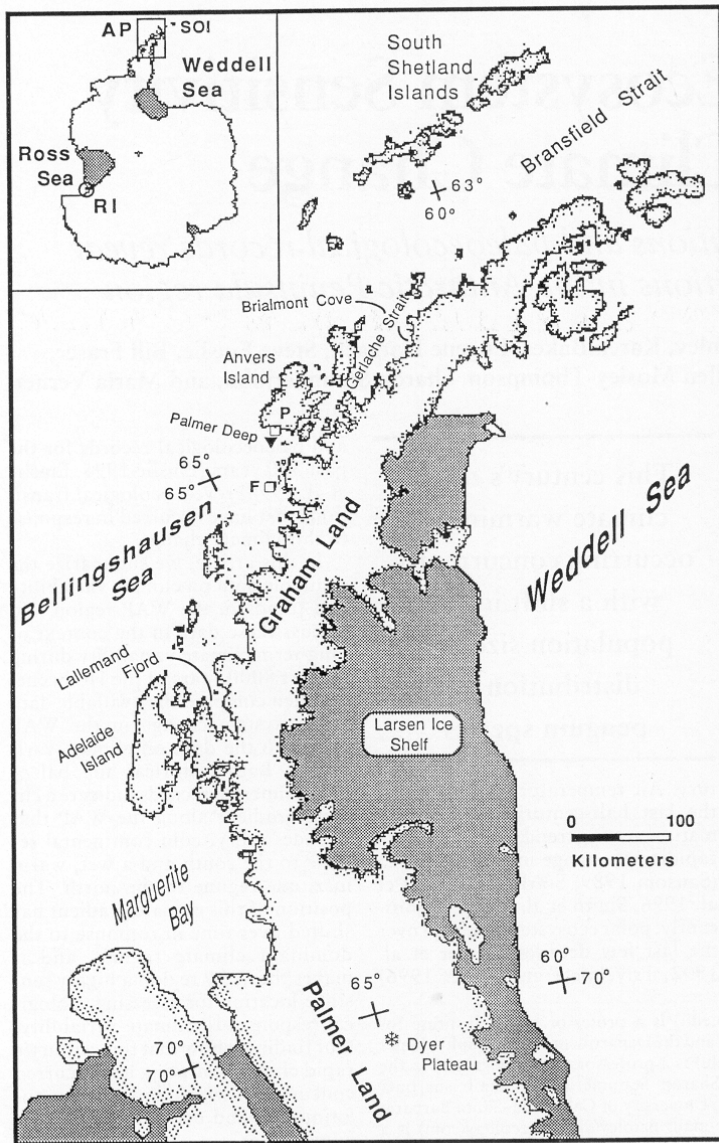 AP
SOI
Weddell
Sea
Ross
Sea
RI
South
Shetland
Islands
Bransfield Strait
63°
60°
Brialmont Cove
Gerlache Strait
Anvers
Island
P
Palmer Deep
65°
65°
F
Bellingshausen
Sea
Graham Land
Weddell Sea
Lallemand
Fjord
Adelaide
Island
Larsen Ice
Shelf
0 100
Kilometers
Marguerite
Bay
65°
60°
70°
Palmer Land
Dyer
Plateau
70°
70°